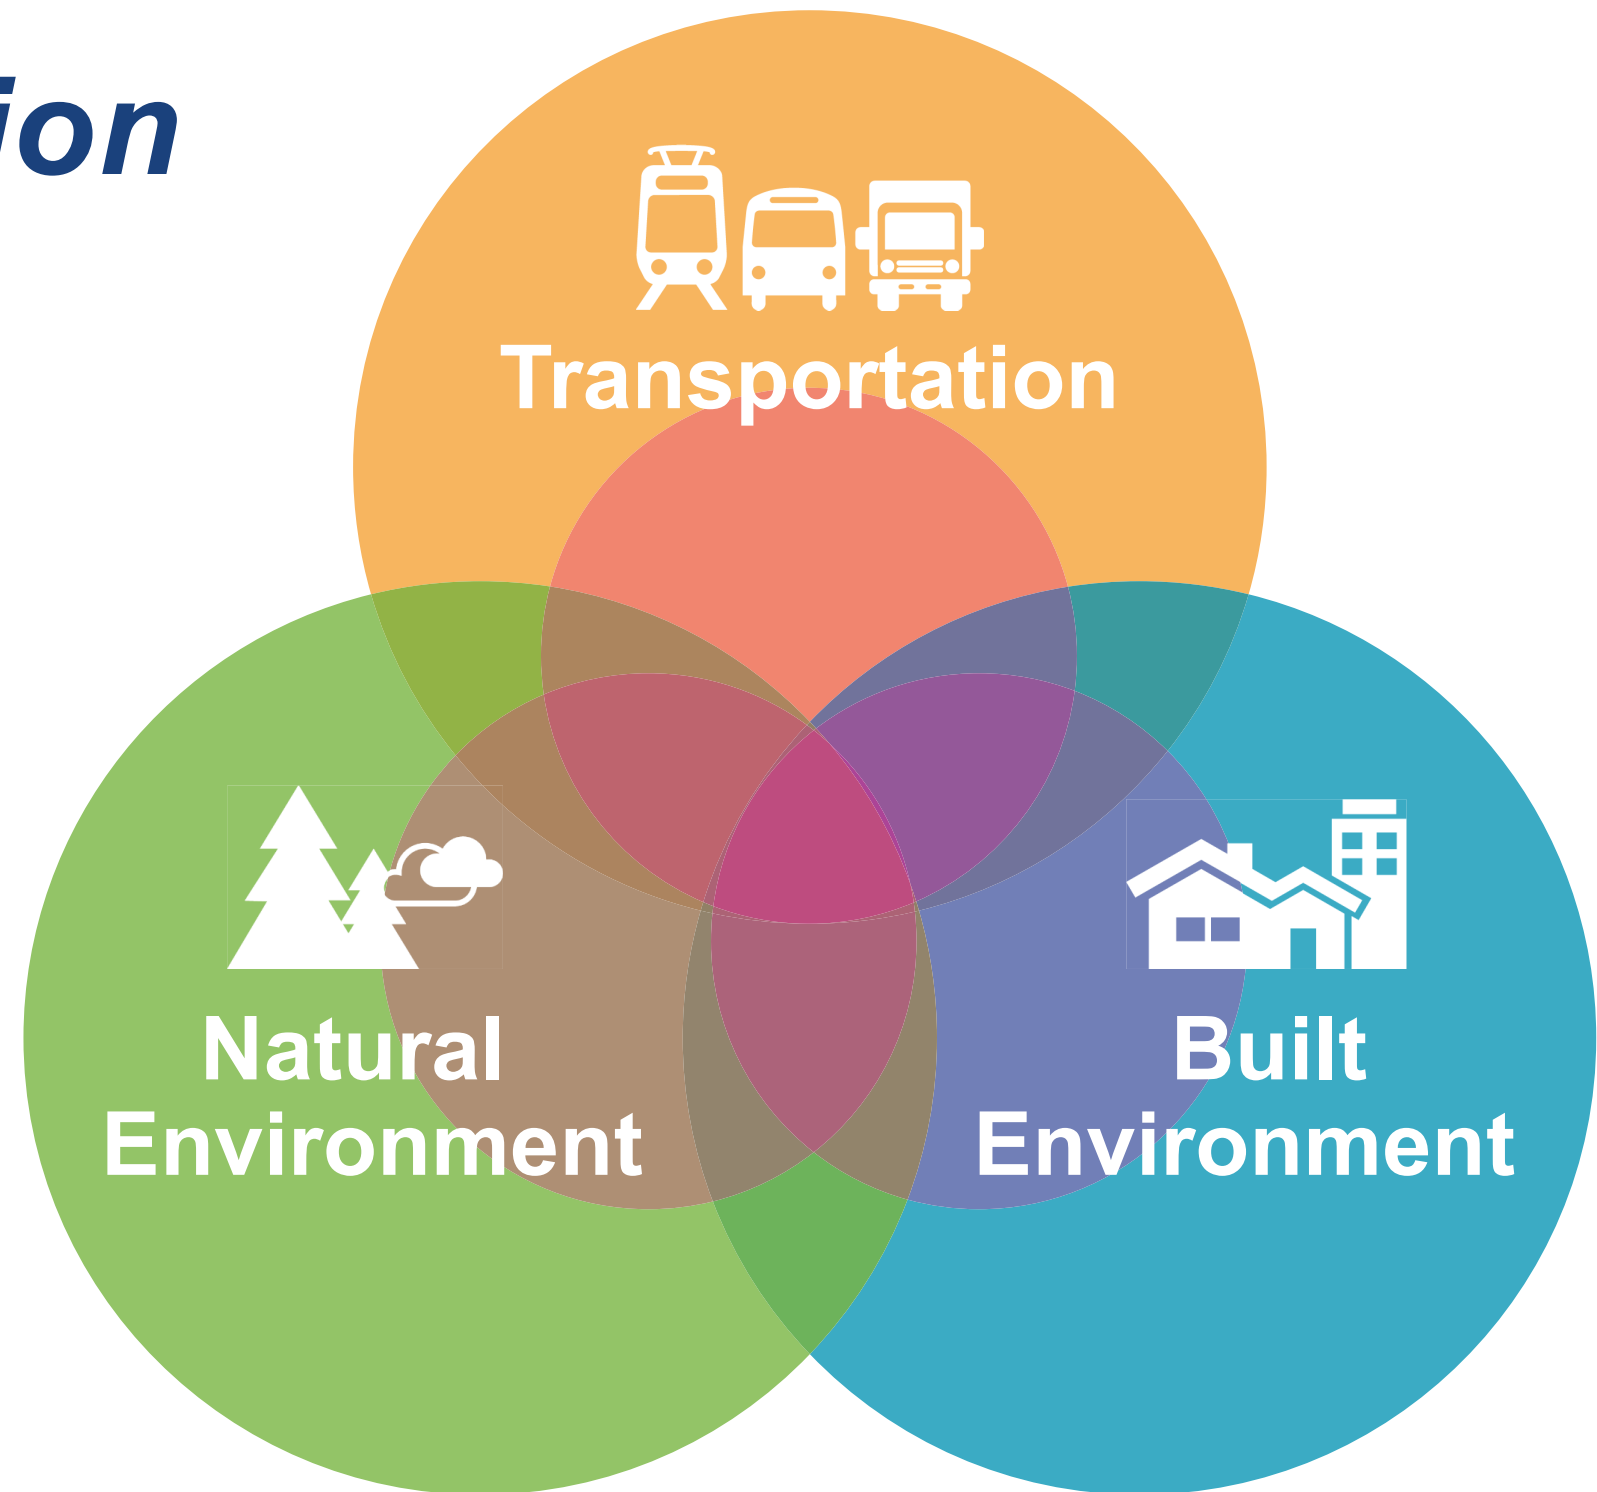 ion
Transportation
Natural
Environment
Built
Environment